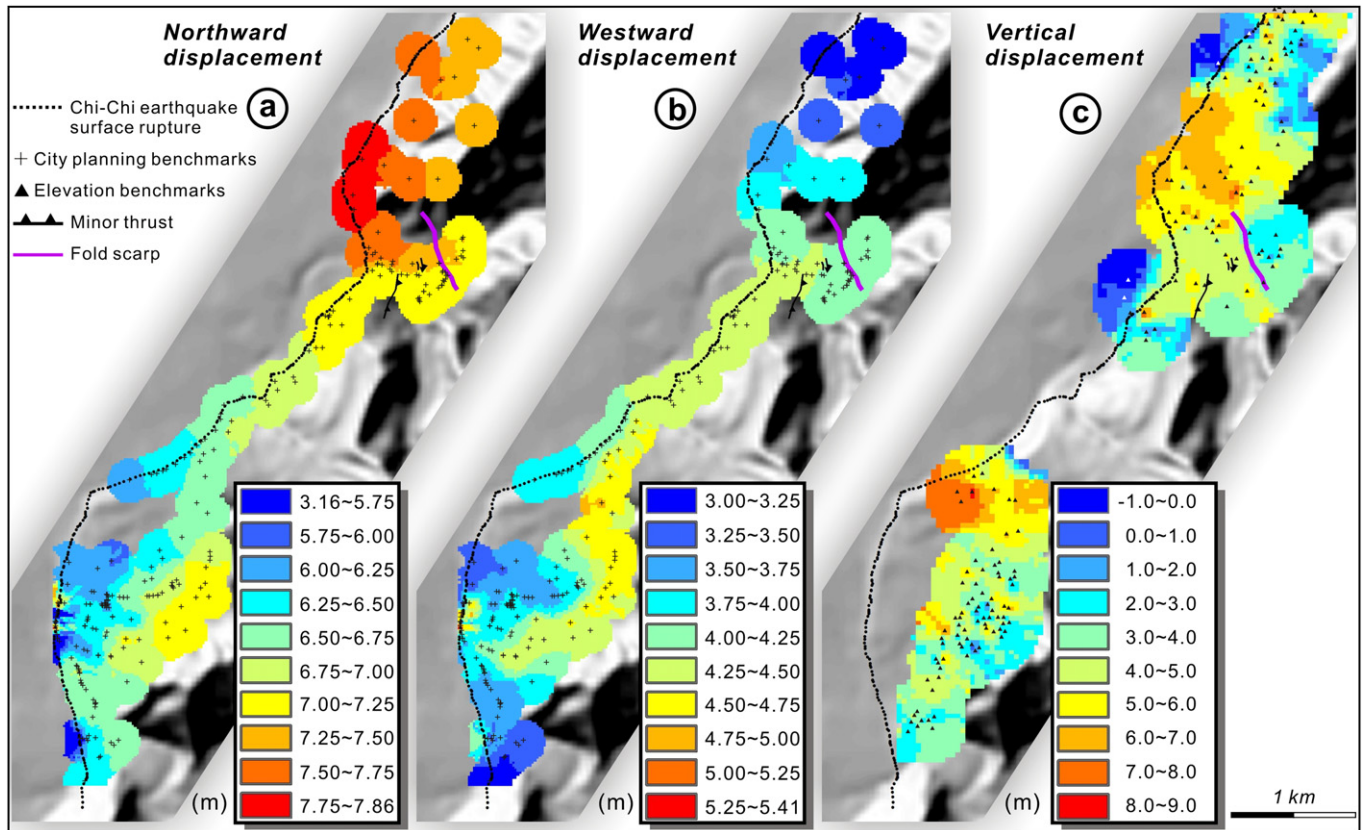 Northward
displacement
a
Chi-Chi earthquake
surface rupture
City planning benchmarks
Elevation benchmarks
Minor thrust
Fold scarp
3.16~5.75
5.75~6.00
6.00~6.25
6.25~6.50
6.50~6.75
6.75~7.00
7.00~7.25
7.25~7.50
7.50~7.75
7.75~7.86
(m)
Westward
displacement
b
3.00~3.25
3.25~3.50
3.50~3.75
3.75~4.00
4.00~4.25
4.25~4.50
4.50~4.75
4.75~5.00
5.00~5.25
5.25~5.41
(m)
Vertical
displacement
c
-1.0~0.0
0.0~1.0
1.0~2.0
2.0~3.0
3.0~4.0
4.0~5.0
5.0~6.0
6.0~7.0
7.0~8.0
8.0~9.0
(m)
1 km